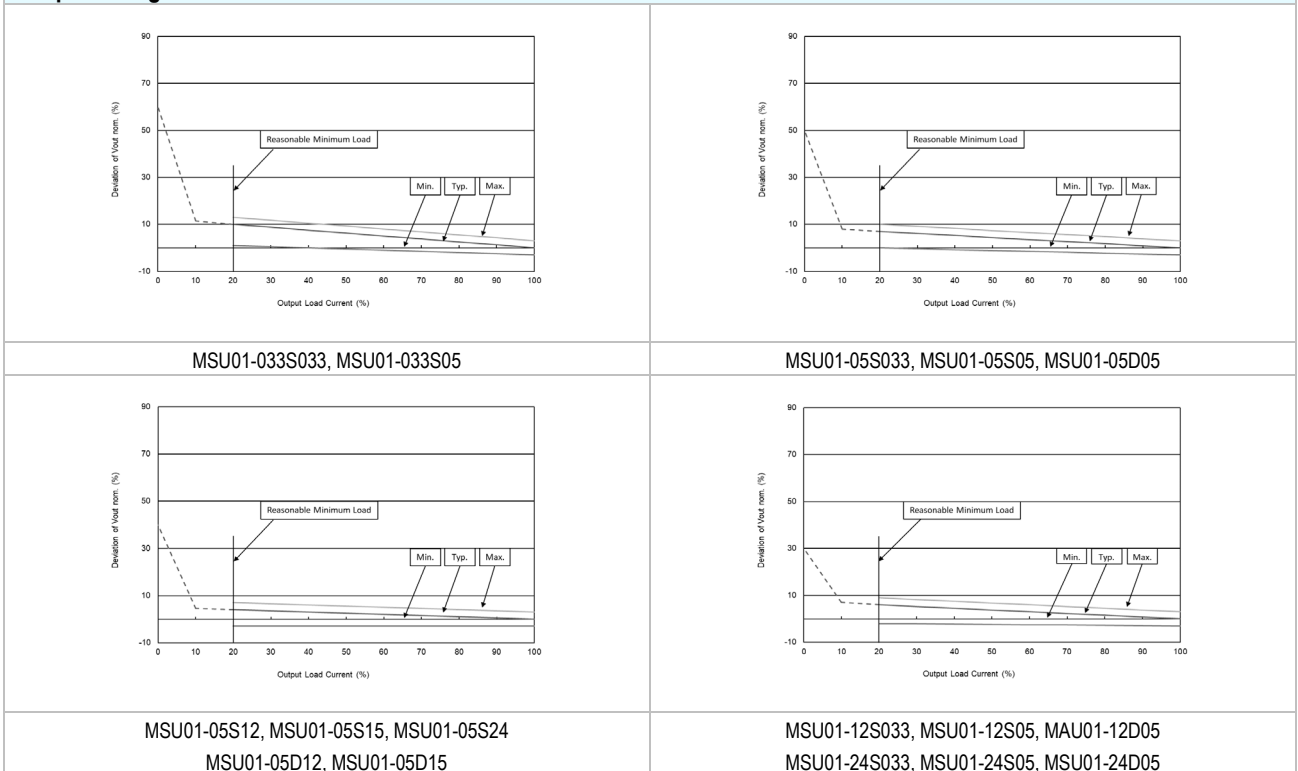 90
70
50
30
10
-10
0 10 20 30 40 50 60 70 80 90 100
Deviation of Vout nom. (%)
Output Load Current (%)
Reasonable Minimum Load
Min. Typ. Max.
90
70
50
30
10
-10
0 10 20 30 40 50 60 70 80 90 100
Deviation of Vout nom. (%)
Output Load Current (%)
Reasonable Minimum Load
Min. Typ. Max.
MSU01-033S033, MSU01-033S05
MSU01-05S033, MSU01-05S05, MSU01-05D05
90
70
50
30
10
-10
0 10 20 30 40 50 60 70 80 90 100
Deviation of Vout nom. (%)
Output Load Current (%)
Reasonable Minimum Load
Min. Typ. Max.
90
70
50
30
10
-10
0 10 20 30 40 50 60 70 80 90 100
Deviation of Vout nom. (%)
Output Load Current (%)
Reasonable Minimum Load
Min. Typ. Max.
MSU01-05S12, MSU01-05S15, MSU01-05S24
MSU01-05D12, MSU01-05D15
MSU01-12S033, MSU01-12S05, MAU01-12D05
MSU01-24S033, MSU01-24S05, MSU01-24D05